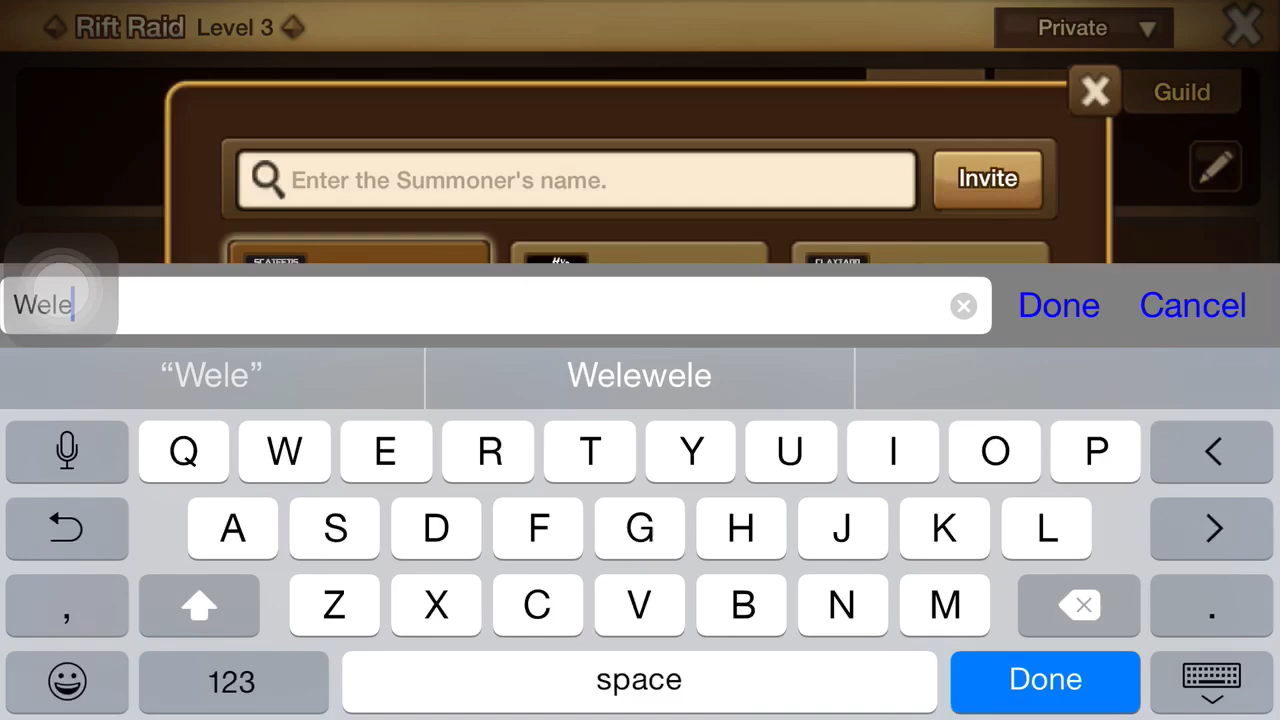 Rift Raid Level 3
Private ▼
Guild
Enter the Summoner's name.
Invite
Wele
Done
Cancel
“Wele”
Welewele
Q W E R T Y U I O P <
A S D F G H J K L >
, Z X C V B N M .
123
space
Done